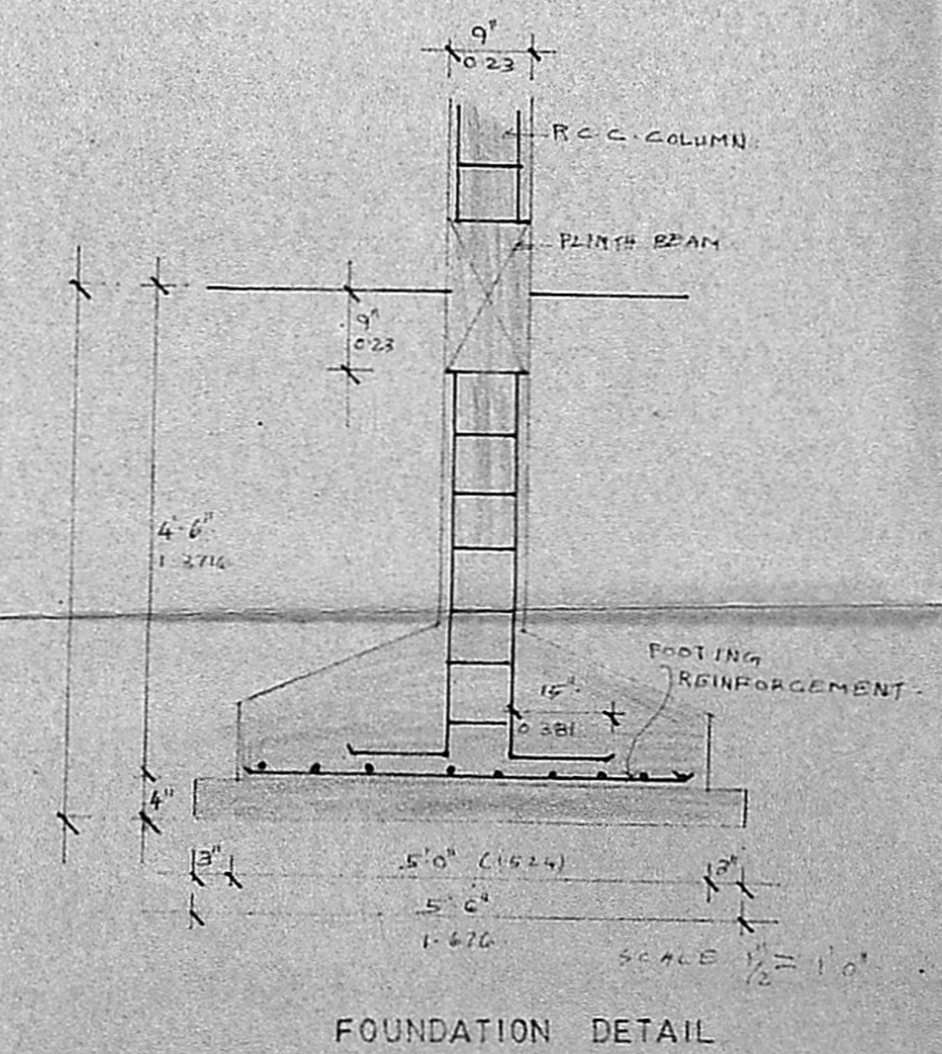 9"
0.23
R.C.C. COLUMN.
PLINTH BEAM
9"
0.23
4'-6"
1.3716
FOOTING
REINFORCEMENT.
15"
0.381
4"
3" 5'0" (1.524) 3"
5'6"
1.676
SCALE 1/2" = 1'0"
FOUNDATION DETAIL